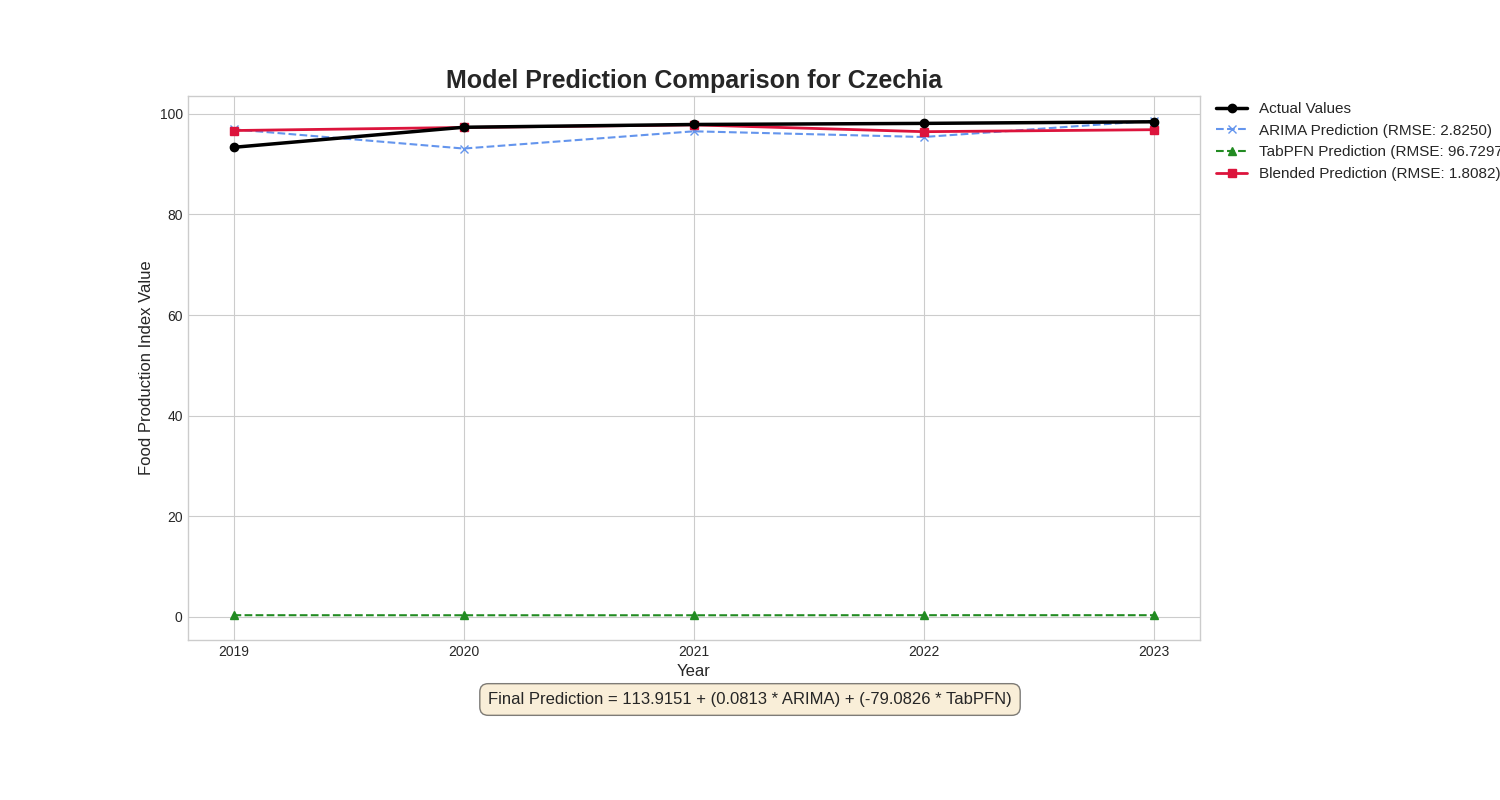 Model Prediction Comparison for Czechia
Actual Values
ARIMA Prediction (RMSE: 2.8250)
TabPFN Prediction (RMSE: 96.7297
Blended Prediction (RMSE: 1.8082)
Food Production Index Value
100
80
60
40
20
0
2019 2020 2021 2022 2023
Year
Final Prediction = 113.9151 + (0.0813 * ARIMA) + (-79.0826 * TabPFN)